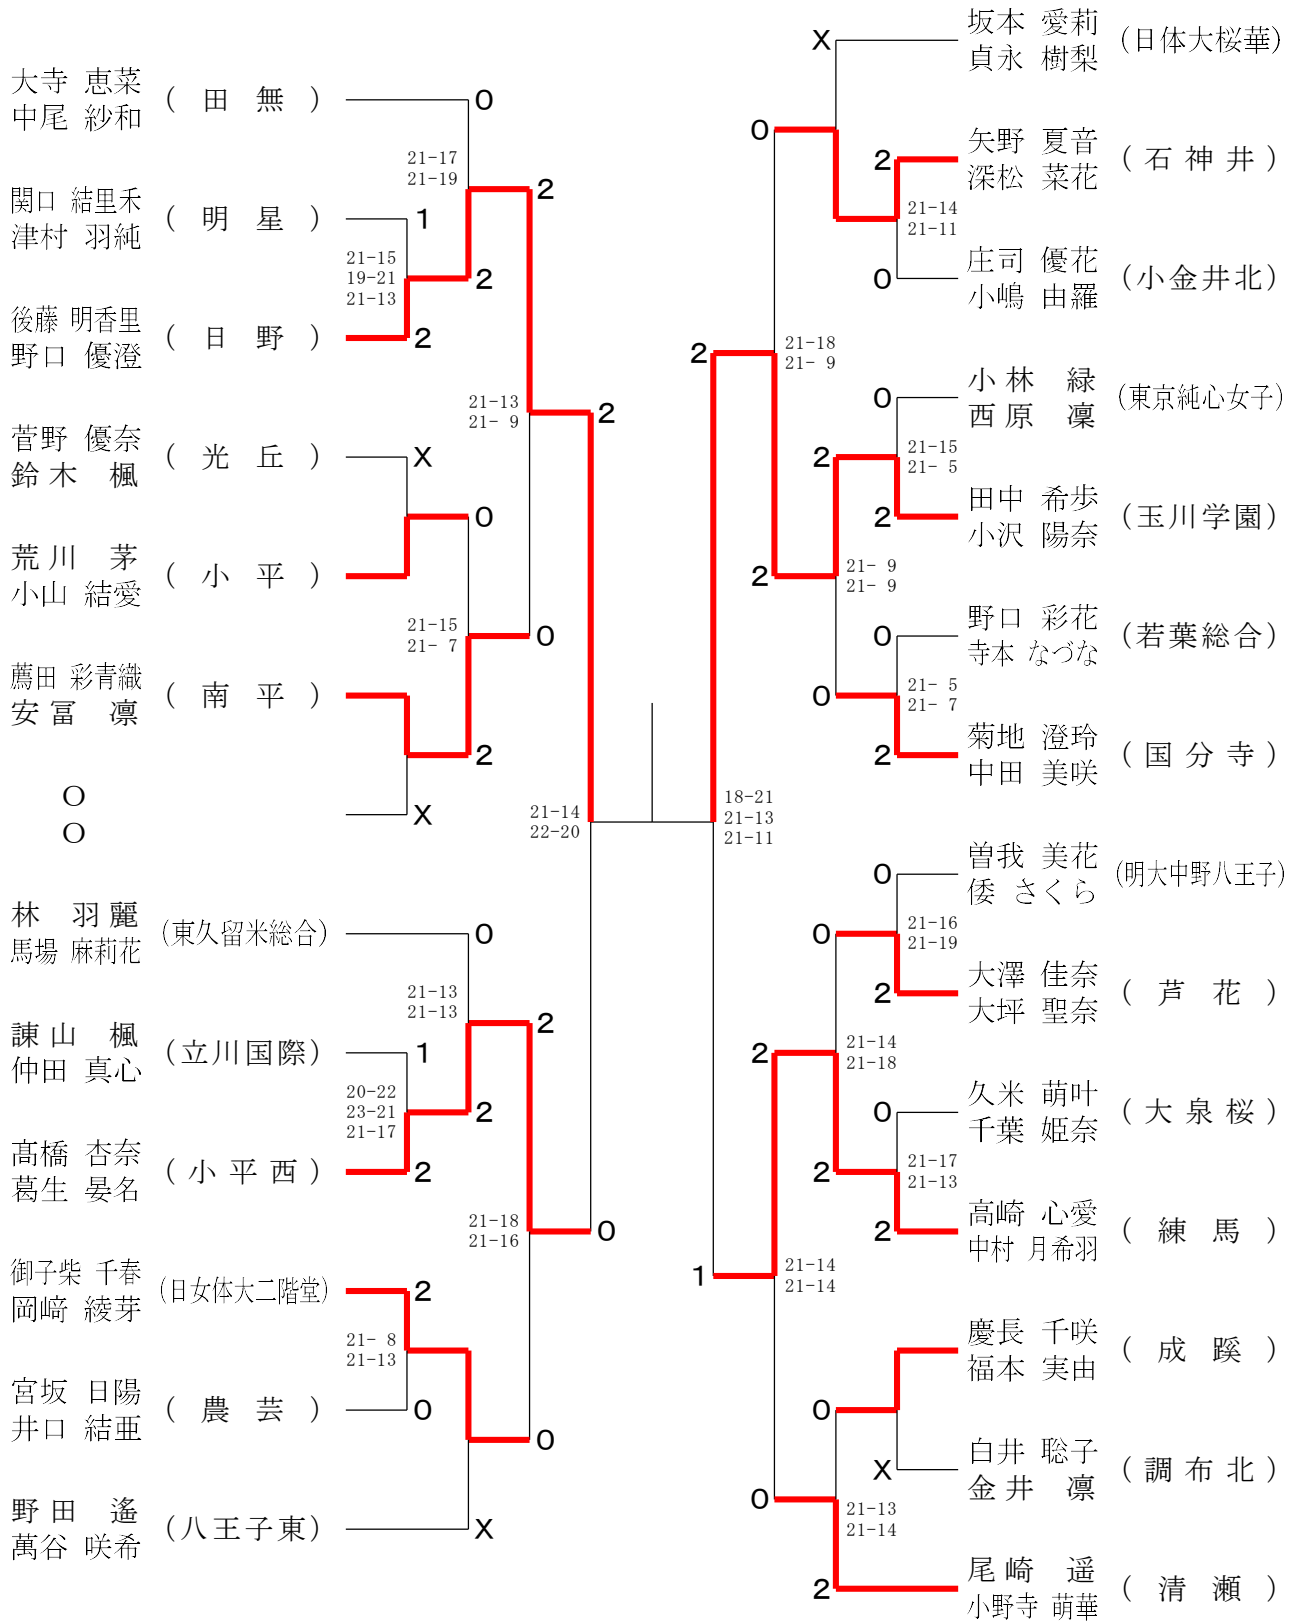 大寺 恵菜
中尾 紗和
( 田 無 )
0
21-17
21-19
2
関口 結里禾
津村 羽純
( 明 星 )
1
21-15
19-21
21-13
2
後藤 明香里
野口 優澄
( 日 野 )
2
21-13
21- 9
2
菅野 優奈
鈴木 楓
( 光 丘 )
X
0
荒川 茅
小山 結愛
( 小 平 )
21-15
21- 7
0
薦田 彩青織
安冨 凛
( 南 平 )
2
○
○
X
21-14
22-20
林 羽麗
馬場 麻莉花
(東久留米総合)
0
21-13
21-13
2
諫山 楓
仲田 真心
(立川国際)
1
20-22
23-21
21-17
2
髙橋 杏奈
葛生 晏名
( 小 平 西 )
2
21-18
21-16
0
御子柴 千春
岡﨑 綾芽
(日女体大二階堂)
2
21- 8
21-13
宮坂 日陽
井口 結亜
( 農 芸 )
0
0
野田 遙
萬谷 咲希
(八王子東)
X
X
坂本 愛莉
貞永 樹梨
(日体大桜華)
0
2
矢野 夏音
深松 菜花
( 石 神 井 )
21-14
21-11
0
庄司 優花
小嶋 由羅
(小金井北)
2
21-18
21- 9
0
小林 緑
西原 凜
(東京純心女子)
2
21-15
21- 5
2
田中 希歩
小沢 陽奈
(玉川学園)
2
21- 9
21- 9
0
野口 彩花
寺本 なづな
(若葉総合)
0
21- 5
21- 7
2
菊地 澄玲
中田 美咲
( 国 分 寺 )
18-21
21-13
21-11
0
曽我 美花
倭 さくら
(明大中野八王子)
0
21-16
21-19
2
大澤 佳奈
大坪 聖奈
( 芦 花 )
2
21-14
21-18
0
久米 萌叶
千葉 姫奈
( 大 泉 桜 )
2
21-17
21-13
2
高崎 心愛
中村 月希羽
( 練 馬 )
1
21-14
21-14
慶長 千咲
福本 実由
( 成 蹊 )
0
X
白井 聡子
金井 凛
( 調 布 北 )
0
21-13
21-14
2
尾崎 遥
小野寺 萌華
( 清 瀬 )